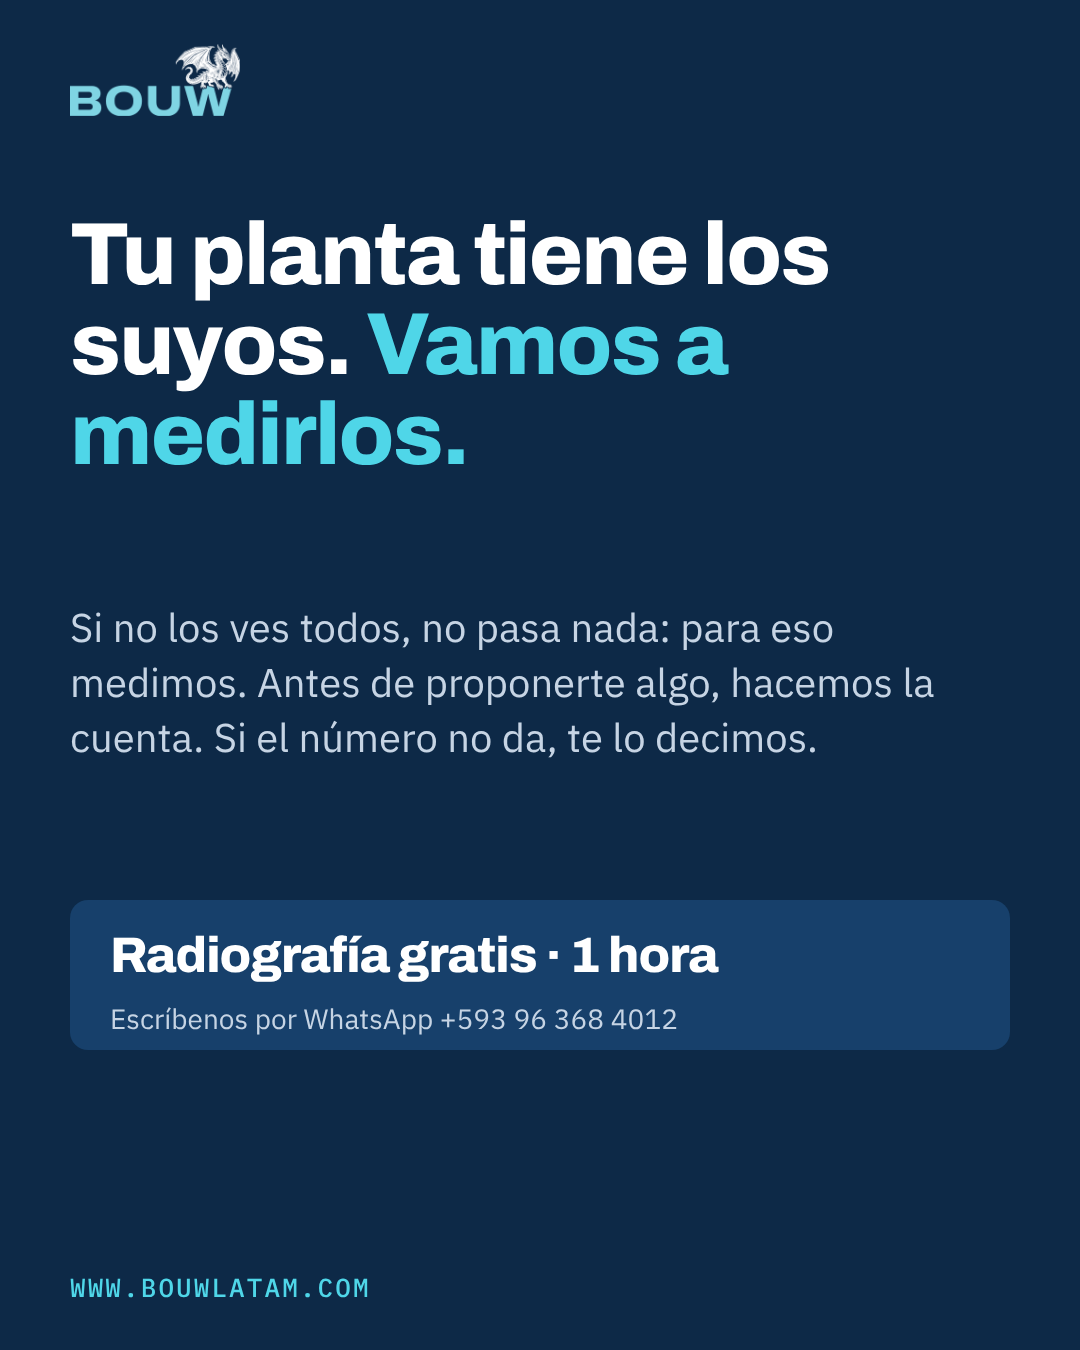 BOUW
Tu planta tiene los
suyos. Vamos a
medirlos.
Si no los ves todos, no pasa nada: para eso
medimos. Antes de proponerte algo, hacemos la
cuenta. Si el número no da, te lo decimos.
Radiografía gratis · 1 hora
Escríbenos por WhatsApp +593 96 368 4012
WWW.BOUWLATAM.COM